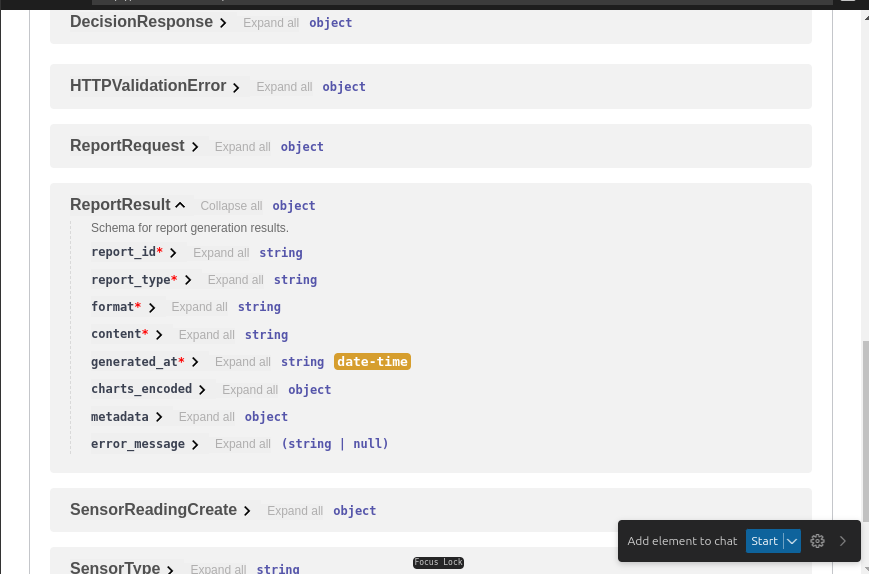 DecisionResponse Expand all object
HTTPValidationError Expand all object
ReportRequest Expand all object
ReportResult Collapse all object
Schema for report generation results.
report_id* Expand all string
report_type* Expand all string
format* Expand all string
content* Expand all string
generated_at* Expand all string date-time
charts_encoded Expand all object
metadata Expand all object
error_message Expand all (string | null)
SensorReadingCreate Expand all object
Add element to chat Start
SensorType Expand all string
Focus Lock